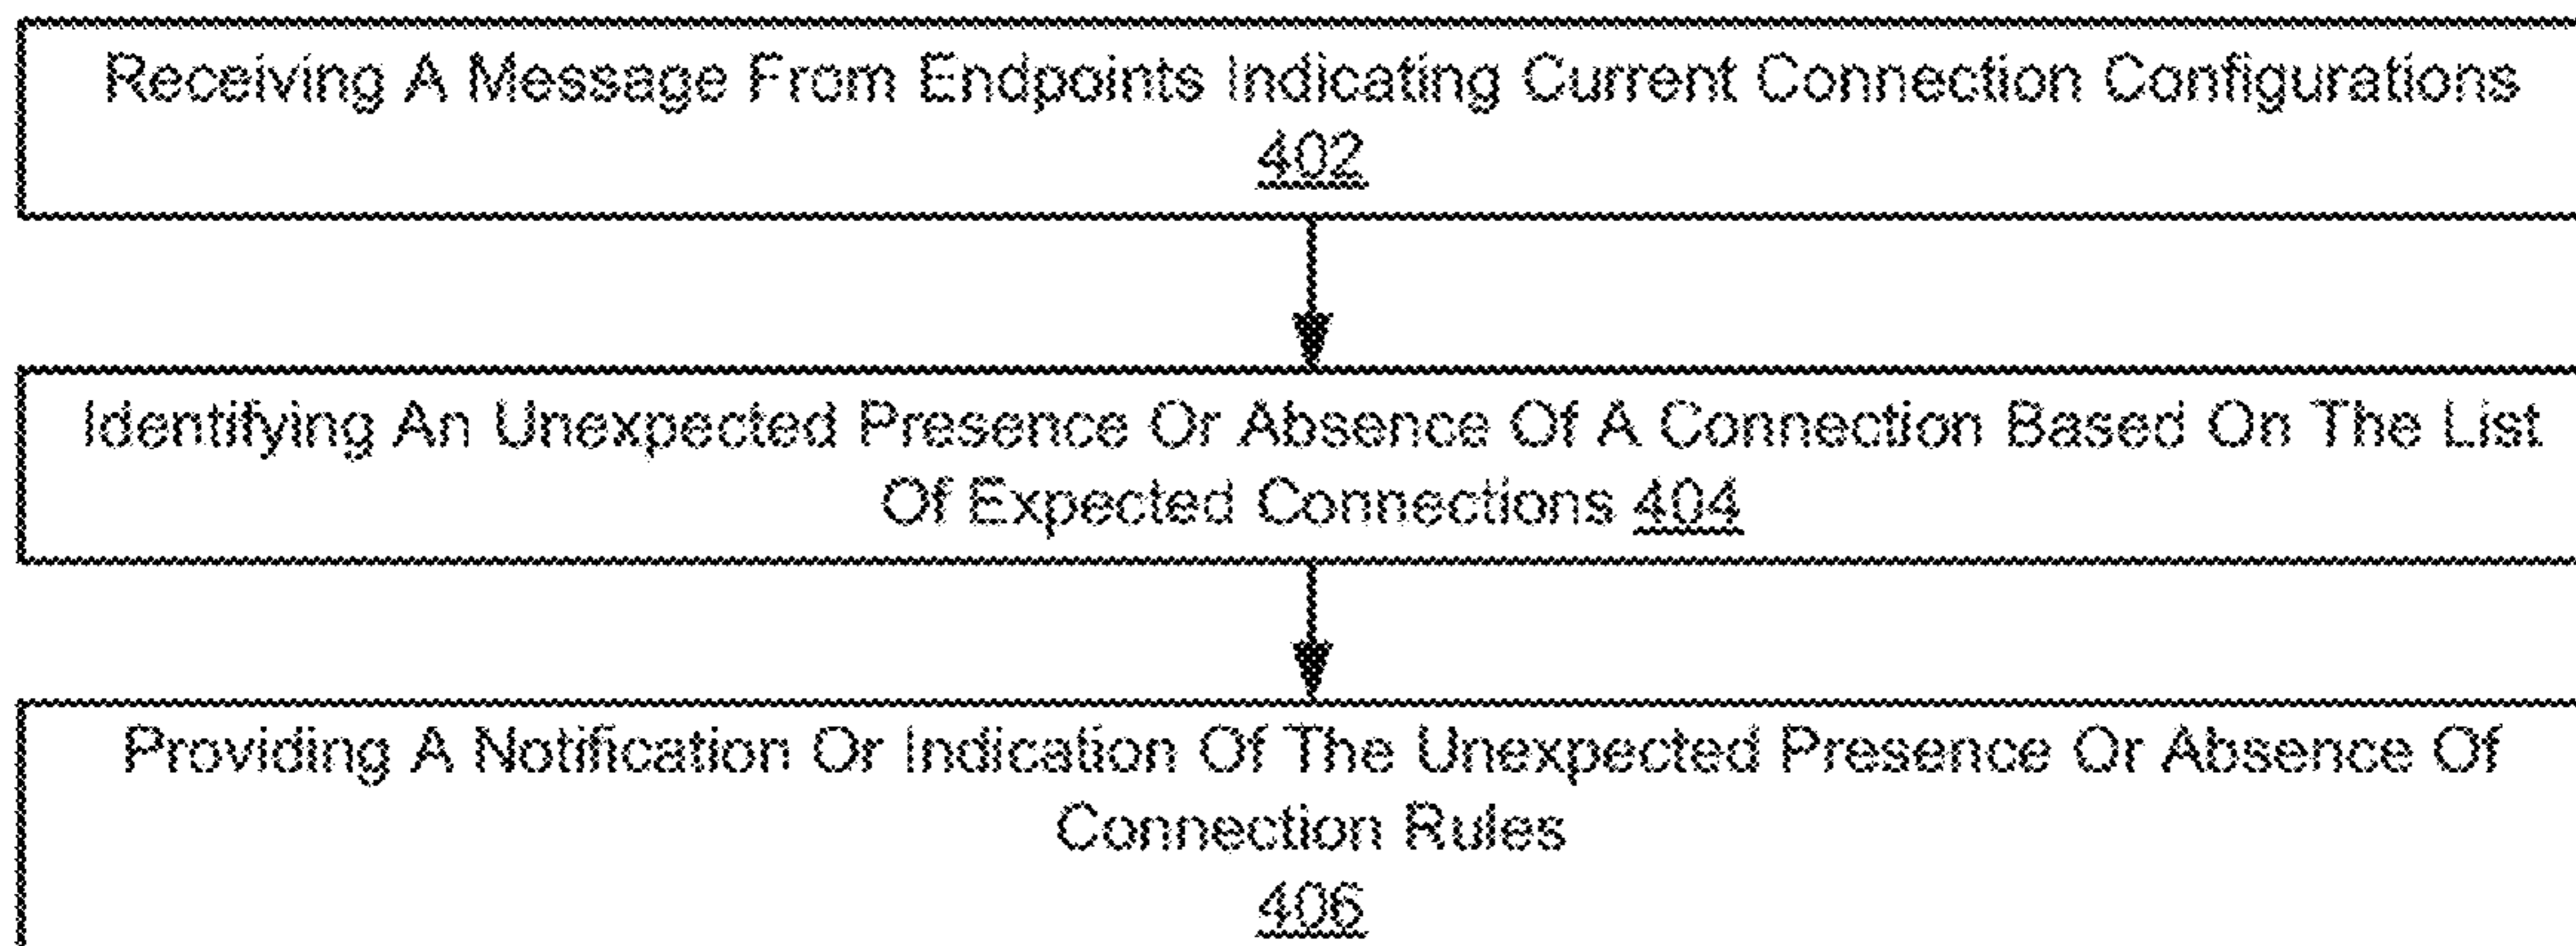 Receiving A Message From Endpoints Indicating Current Connection Configurations
402
Identifying An Unexpected Presence Or Absence Of A Connection Based On The List
Of Expected Connections 404
Providing A Notification Or Indication Of The Unexpected Presence Or Absence Of
Connection Rules
406